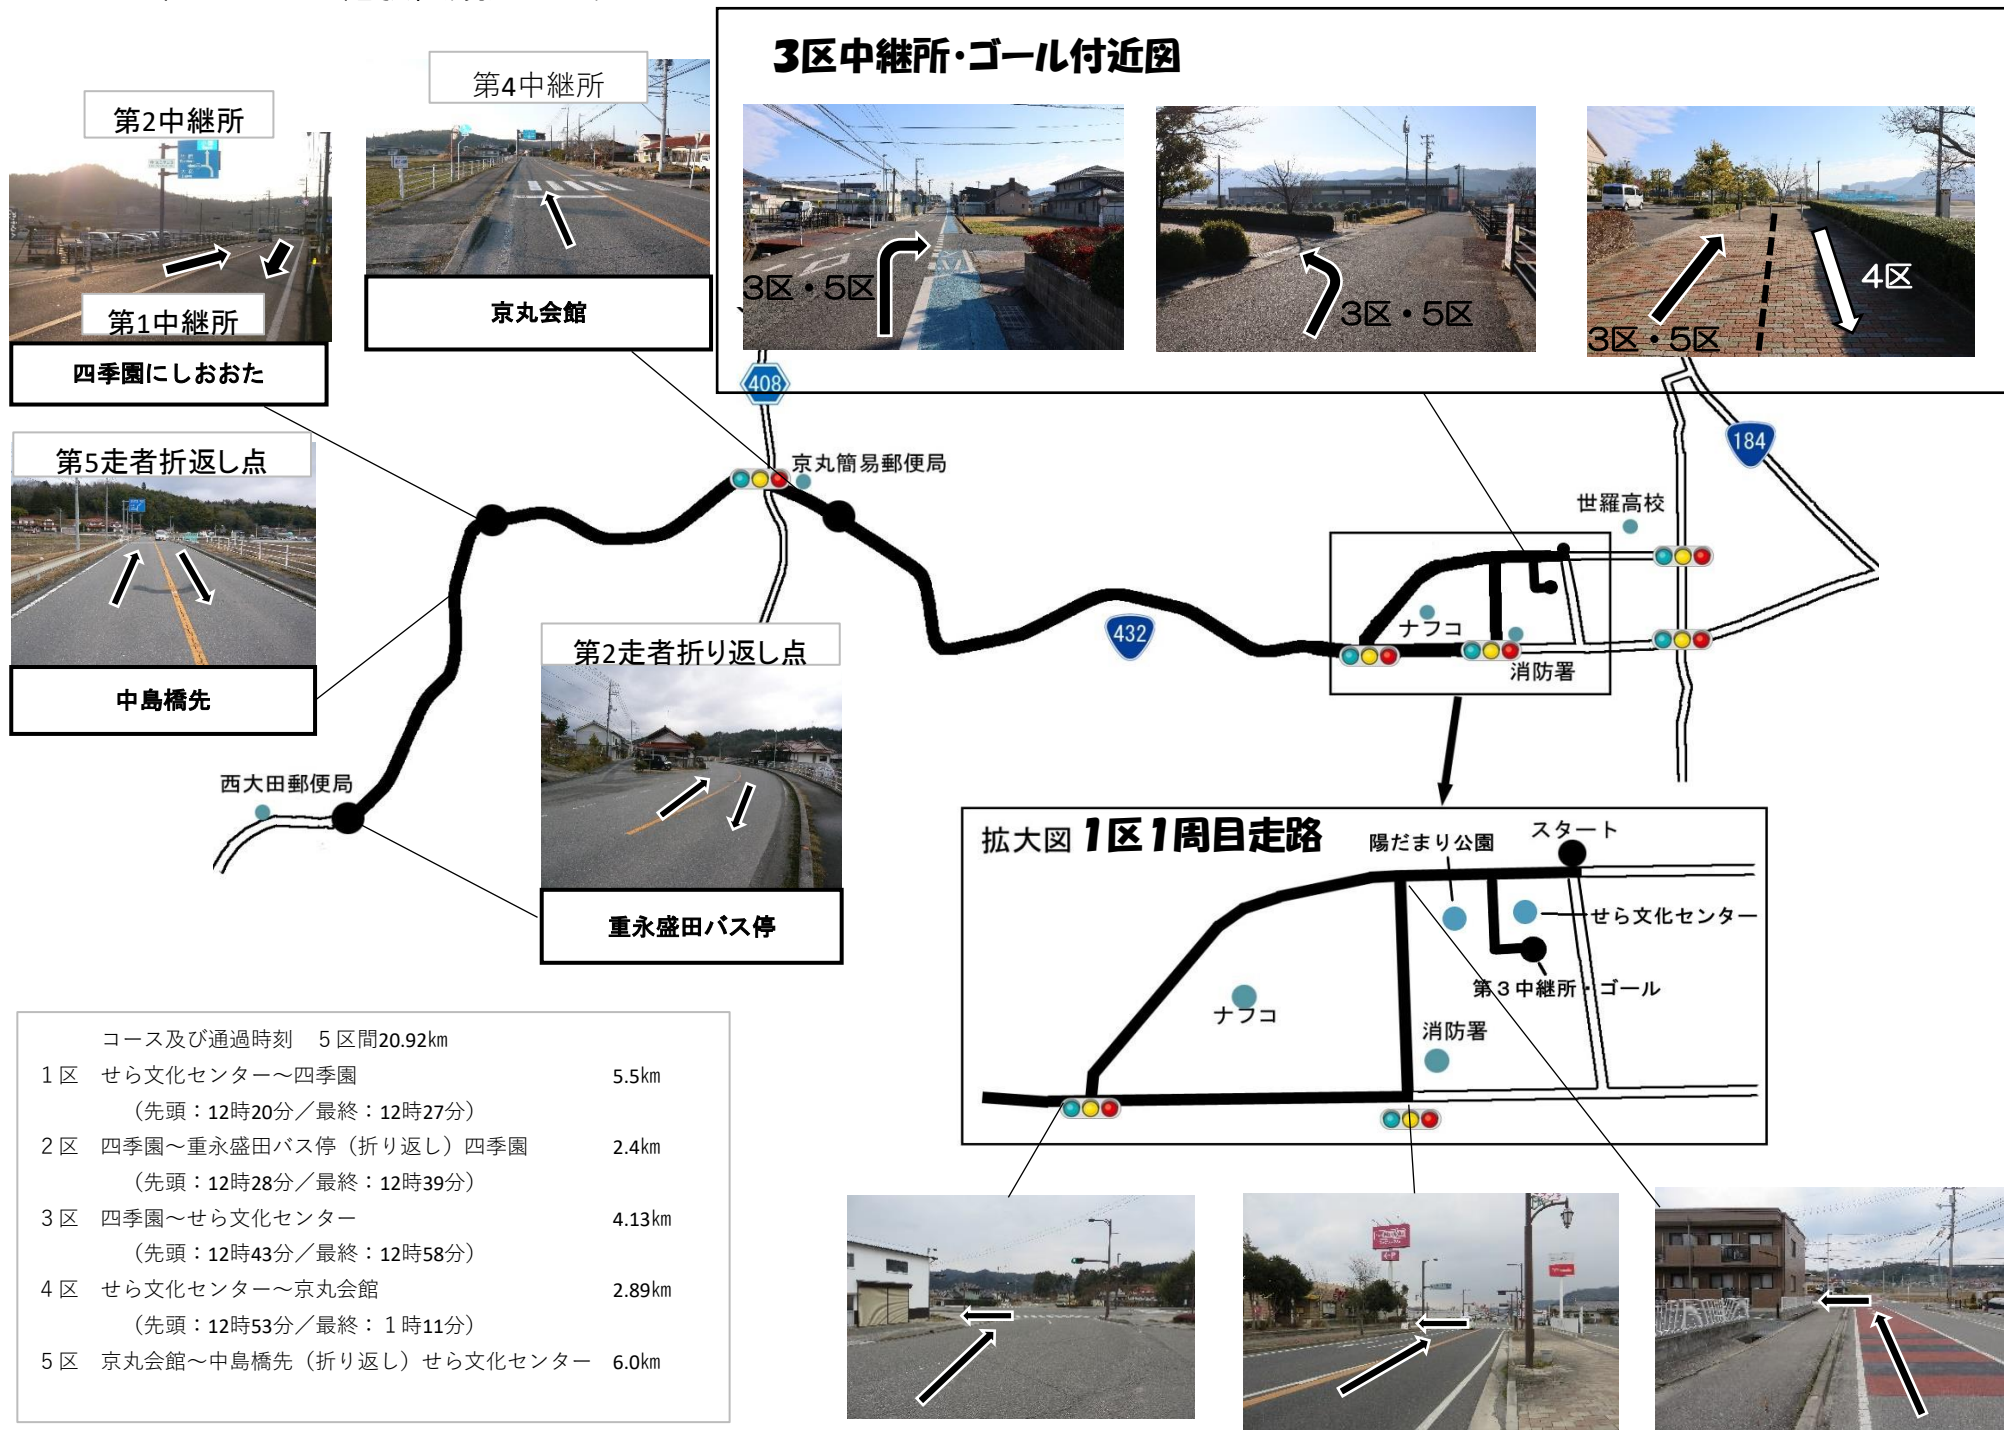 3区中継所・ゴール付近図
第4中継所
第2中継所
第1中継所
四季園にしおおた
京丸会館
3区・5区
3区・5区
3区・5区
4区
408
184
432
第5走者折返し点
中島橋先
京丸簡易郵便局
世羅高校
ナフコ
消防署
第2走者折り返し点
重永盛田バス停
西大田郵便局
拡大図 1区1周目走路
スタート
陽だまり公園
せら文化センター
第3中継所・ゴール
ナフコ
消防署
コース及び通過時刻　5区間20.92㎞
1区　せら文化センター～四季園　5.5㎞
（先頭：12時20分／最終：12時27分）
2区　四季園～重永盛田バス停（折り返し）四季園　2.4㎞
（先頭：12時28分／最終：12時39分）
3区　四季園～せら文化センター　4.13㎞
（先頭：12時43分／最終：12時58分）
4区　せら文化センター～京丸会館　2.89㎞
（先頭：12時53分／最終：１時11分）
5区　京丸会館～中島橋先（折り返し）せら文化センター　6.0㎞